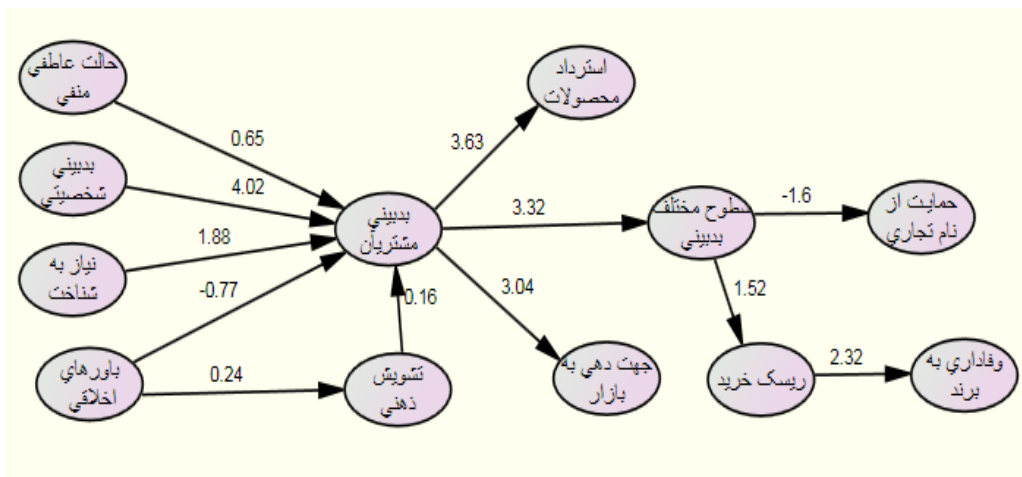 حالت عاطفي
منفي
بدبيني
شخصيتي
نياز به
شناخت
باورهاي
اخلاقي
0.65
4.02
1.88
-0.77
0.24
بدبيني
مشتريان
0.16
تشويش
ذهني
3.63
استرداد
محصولات
3.32
3.04
جهت دهي به
بازار
سطوح مختلف
بدبيني
-1.6
حمايت از
نام تجاري
1.52
ريسک خريد
2.32
وفاداري به
برند